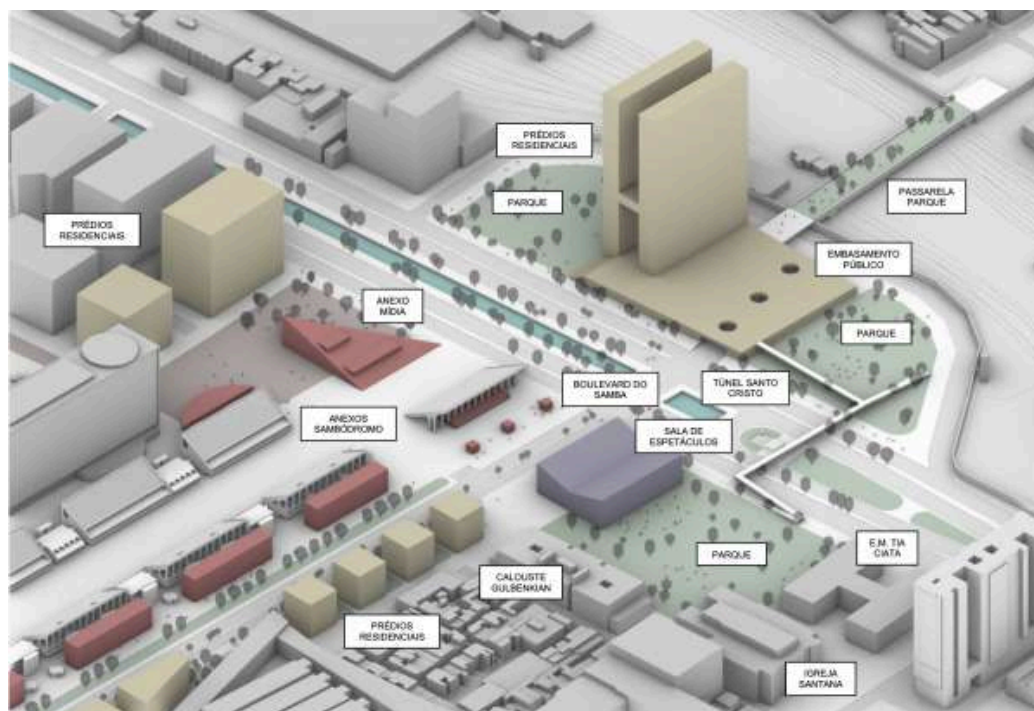 PRÉDIOS
RESIDENCIAIS
PARQUE
PASSARELA
PARQUE
PRÉDIOS
RESIDENCIAIS
EMBASAMENTO
PÚBLICO
ANEXO
MÍDIA
PARQUE
BOULEVARD DO
SAMBA
TÚNEL SANTO
CRISTO
ANEXOS
SAMBÓDROMO
SALA DE
ESPETÁCULOS
PARQUE
E.M. TIA
CIATA
CALOUSTE
GULBENKIAN
PRÉDIOS
RESIDENCIAIS
IGREJA
SANTANA